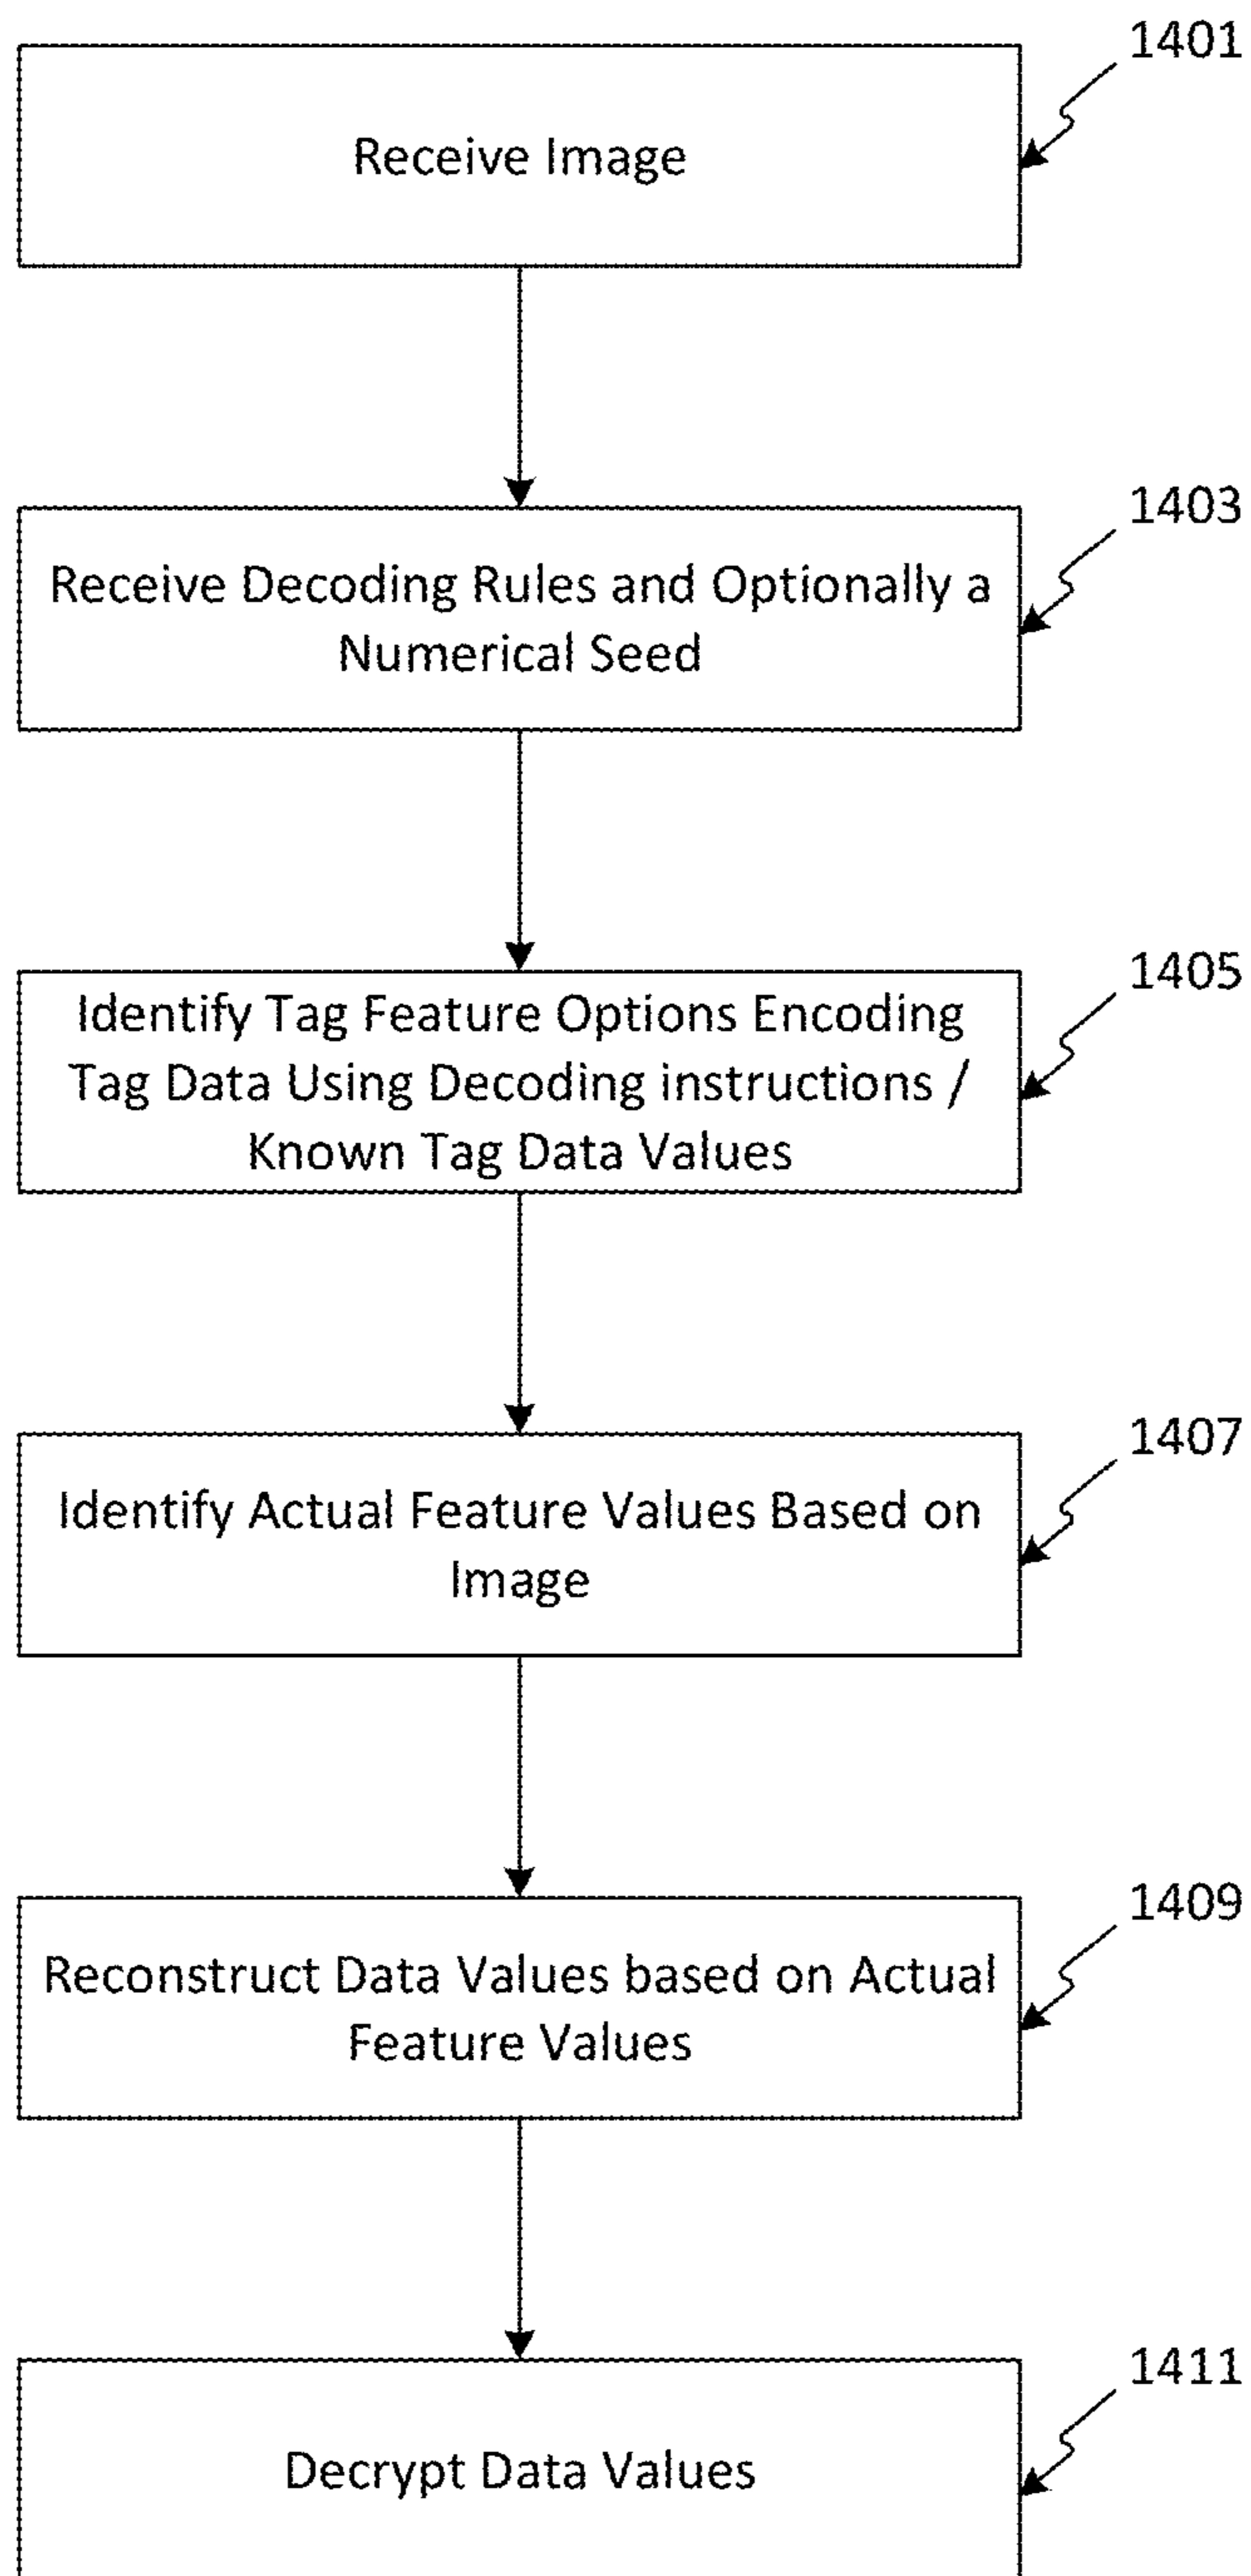 1401
Receive Image
1403
Receive Decoding Rules and Optionally a
Numerical Seed
1405
Identify Tag Feature Options Encoding
Tag Data Using Decoding instructions /
Known Tag Data Values
1407
Identify Actual Feature Values Based on
Image
1409
Reconstruct Data Values based on Actual
Feature Values
1411
Decrypt Data Values